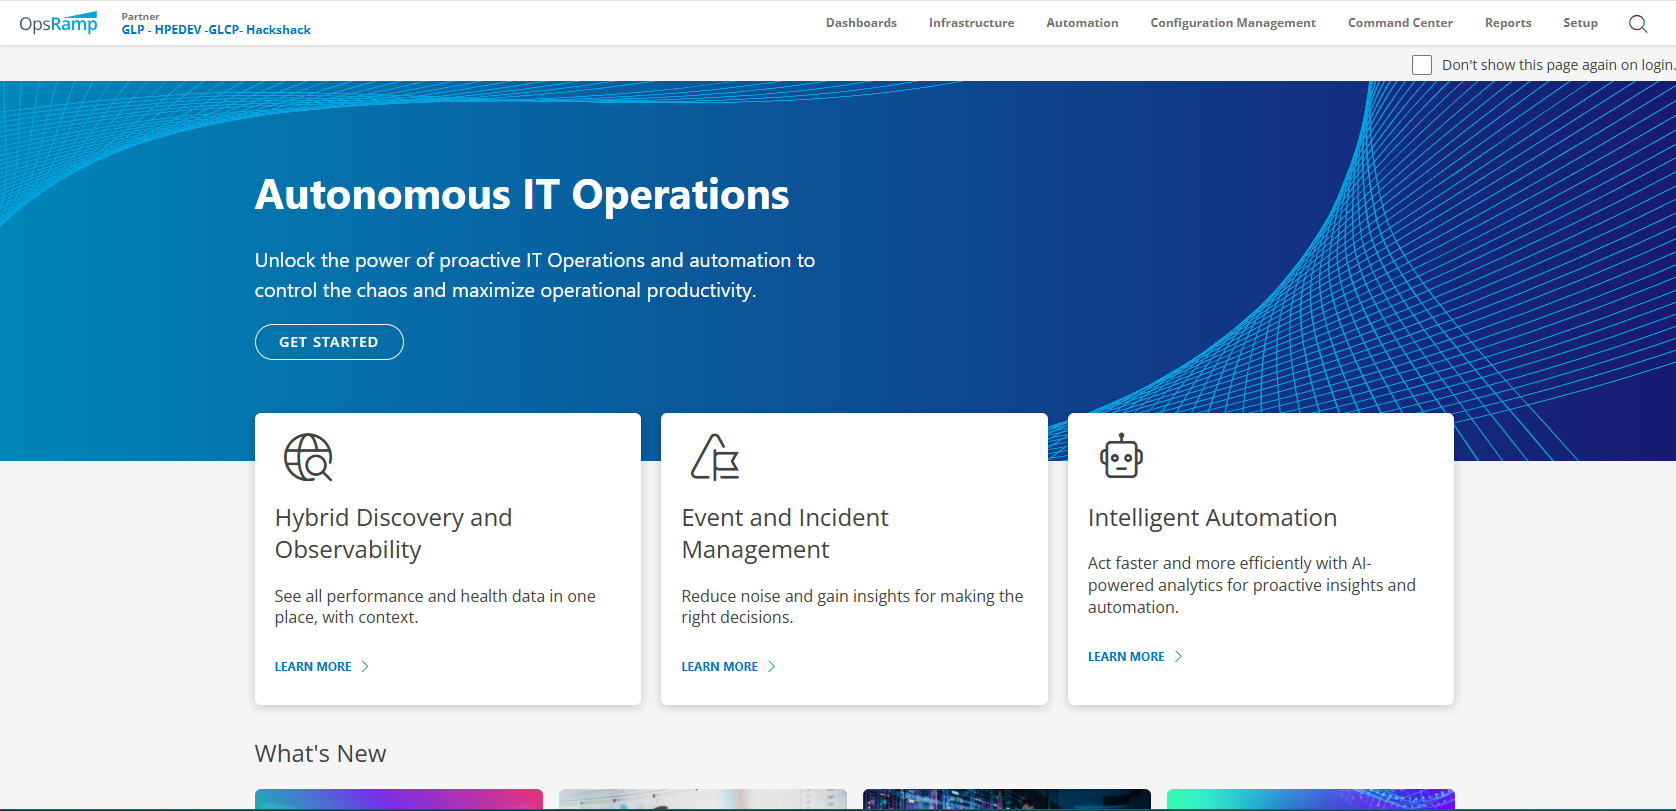 OpsRamp
Partner
GLP - HPEDEV -GLCP- Hackshack
Dashboards Infrastructure Automation Configuration Management Command Center Reports Setup
Don't show this page again on login.
Autonomous IT Operations
Unlock the power of proactive IT Operations and automation to
control the chaos and maximize operational productivity.
GET STARTED
Hybrid Discovery and
Observability
See all performance and health data in one
place, with context.
LEARN MORE
Event and Incident
Management
Reduce noise and gain insights for making the
right decisions.
LEARN MORE
Intelligent Automation
Act faster and more efficiently with AI-
powered analytics for proactive insights and
automation.
LEARN MORE
What's New